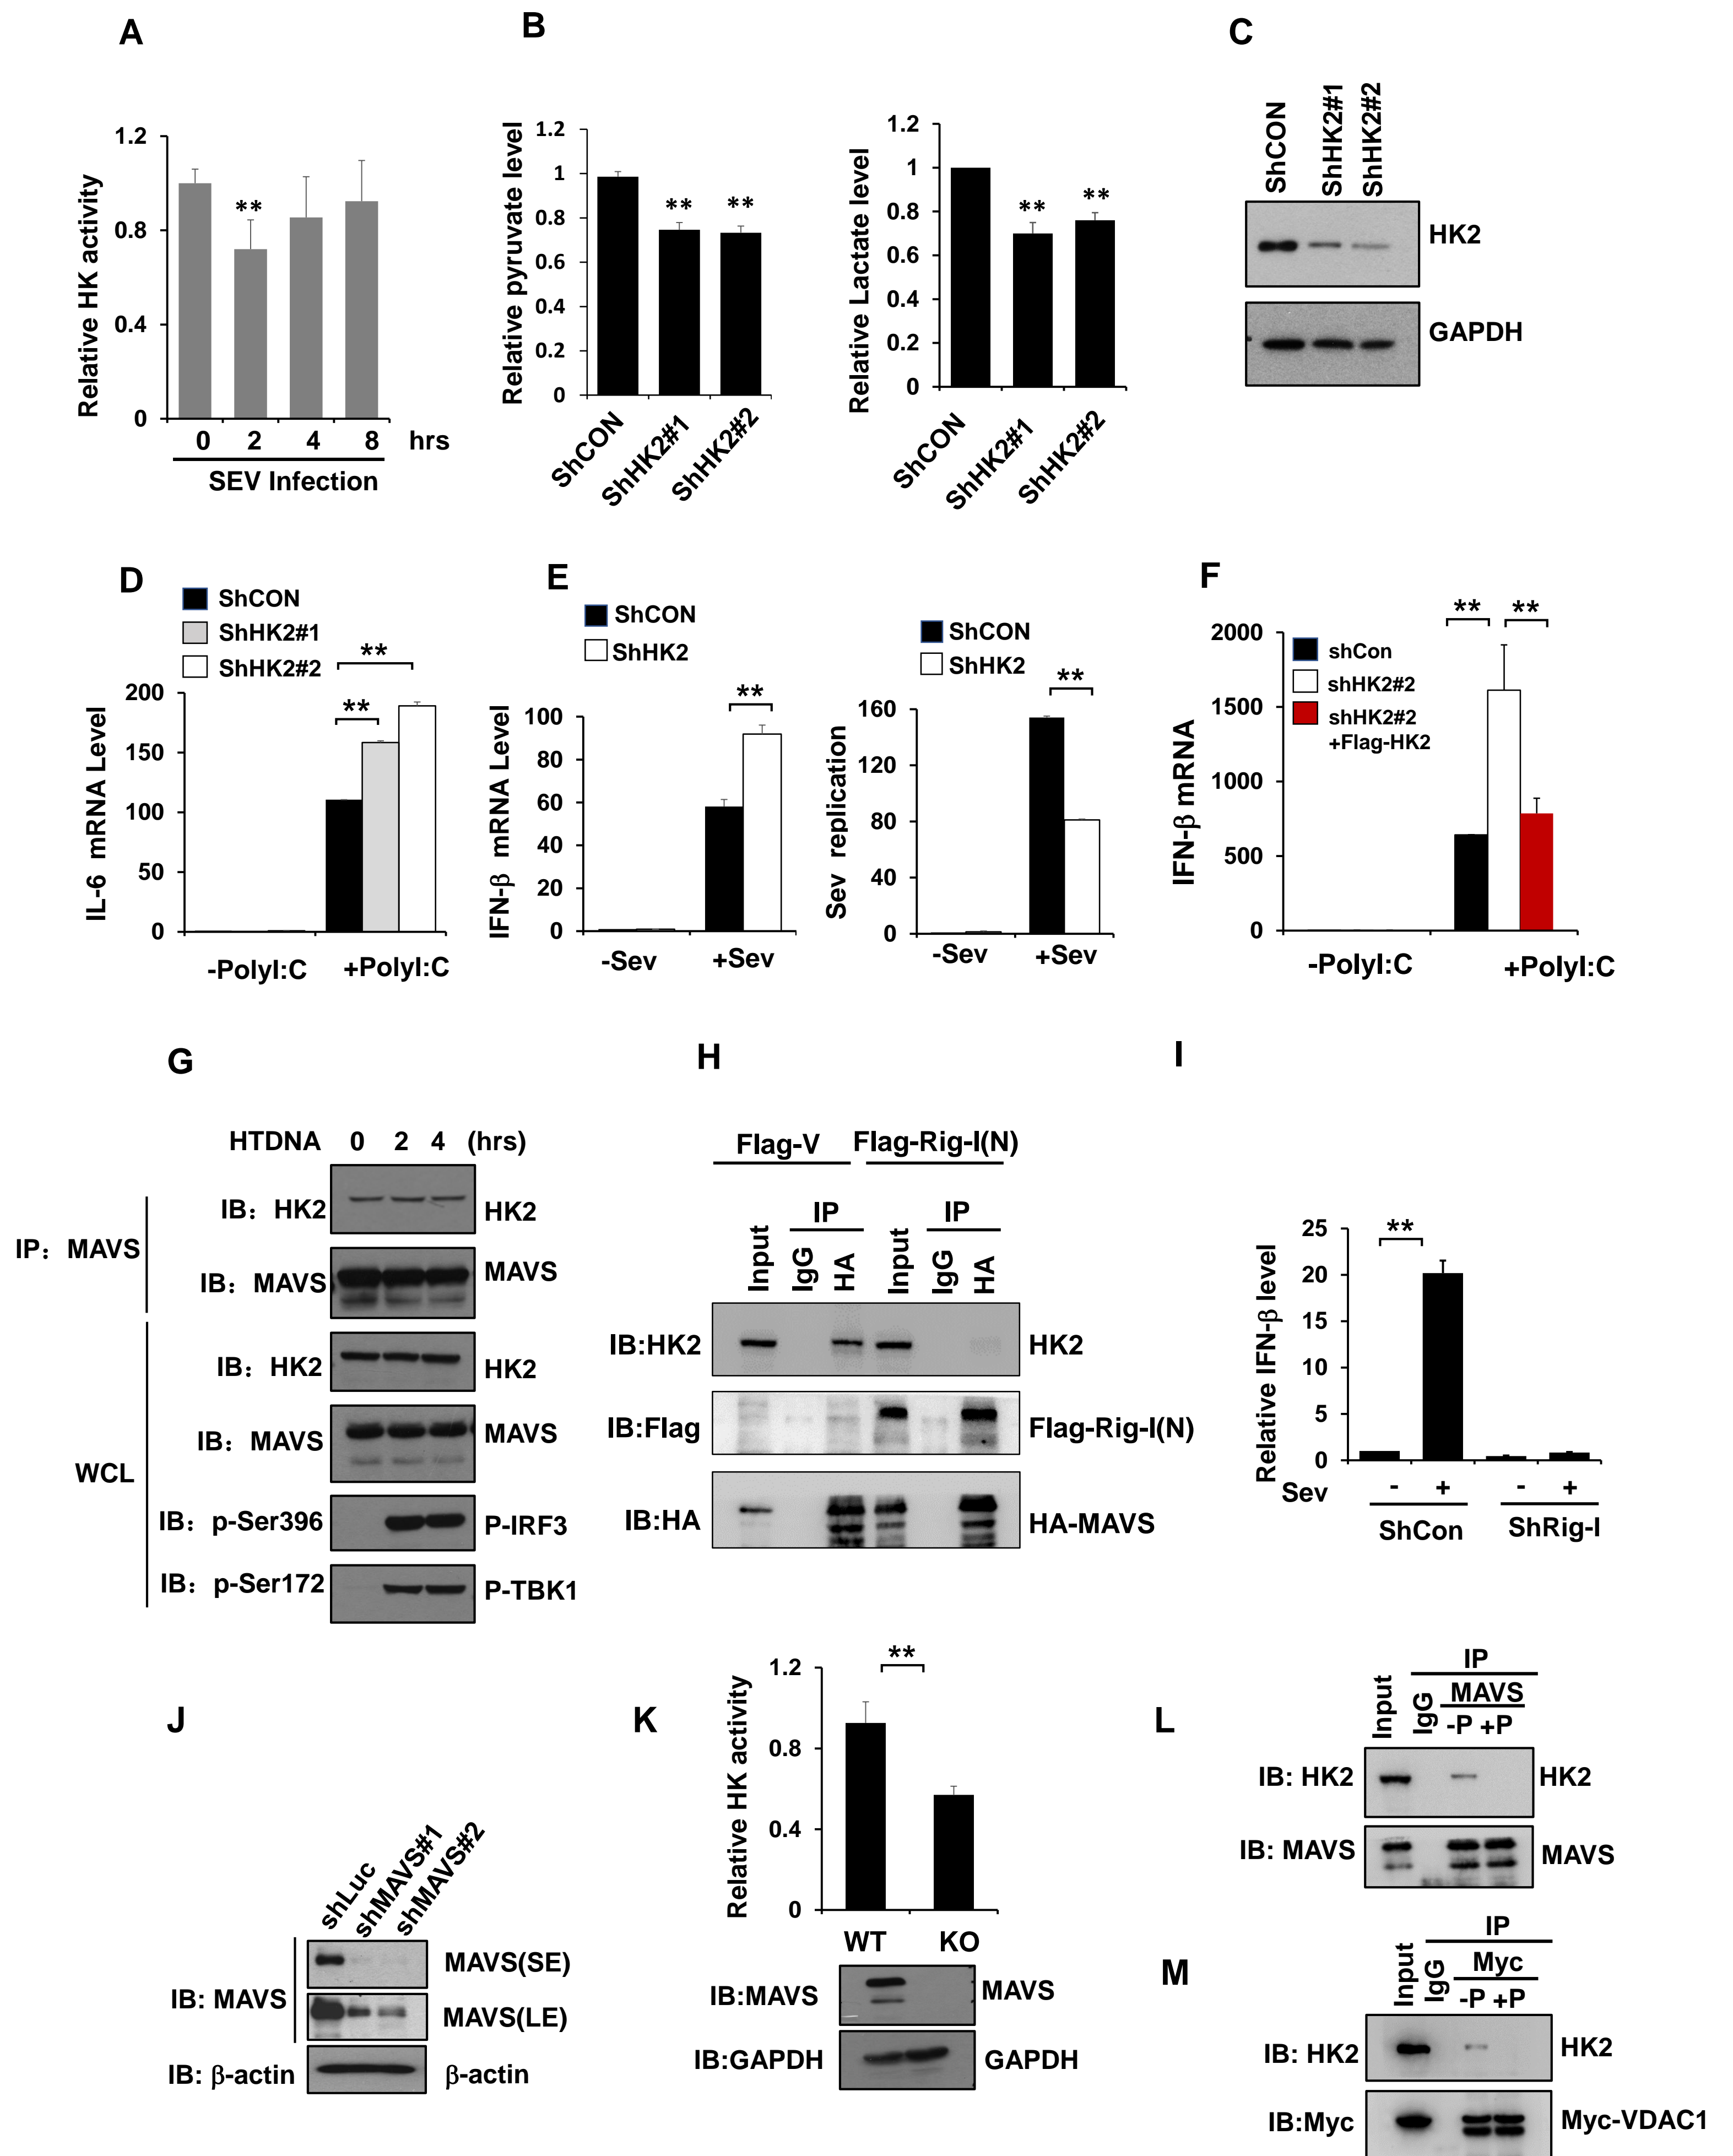 A
Relative HK activity
1.2
0.8
0.4
0
**
0 2 4 8 hrs
SEV Infection
B
Relative pyruvate level
1.2
1
0.8
0.6
0.4
0.2
0
** **
ShCON
ShHK2#1
ShHK2#2
Relative Lactate level
1.2
1
0.8
0.6
0.4
0.2
0
** **
ShCON
ShHK2#1
ShHK2#2
C
ShCON
ShHK2#1
ShHK2#2
HK2
GAPDH
D
ShCON
ShHK2#1
ShHK2#2
IL-6 mRNA Level
200
150
100
50
0
**
**
-PolyI:C +PolyI:C
E
ShCON
ShHK2
IFN-β mRNA Level
100
80
60
40
20
0
**
-Sev +Sev
ShCON
ShHK2
Sev replication
160
120
80
40
0
**
-Sev +Sev
F
shCon
shHK2#2
shHK2#2
+Flag-HK2
IFN-β mRNA
2000
1500
1000
500
0
** **
-PolyI:C +PolyI:C
G
HTDNA 0 2 4 (hrs)
IP：MAVS
IB：HK2 HK2
IB：MAVS MAVS
WCL
IB：HK2 HK2
IB：MAVS MAVS
IB：p-Ser396 P-IRF3
IB：p-Ser172 P-TBK1
H
Flag-V Flag-Rig-I(N)
IP IP
Input IgG HA Input IgG HA
IB:HK2 HK2
IB:Flag Flag-Rig-I(N)
IB:HA HA-MAVS
I
Relative IFN-β level
25
20
15
10
5
0
**
Sev - + - +
ShCon ShRig-I
J
shLuc
shMAVS#1
shMAVS#2
IB: MAVS
MAVS(SE)
MAVS(LE)
IB: β-actin β-actin
K
Relative HK activity
1.2
0.8
0.4
0
**
WT KO
IB:MAVS MAVS
IB:GAPDH GAPDH
L
IP
Input IgG MAVS
-P +P
IB: HK2 HK2
IB: MAVS MAVS
M
IP
Input IgG Myc
-P +P
IB: HK2 HK2
IB:Myc Myc-VDAC1